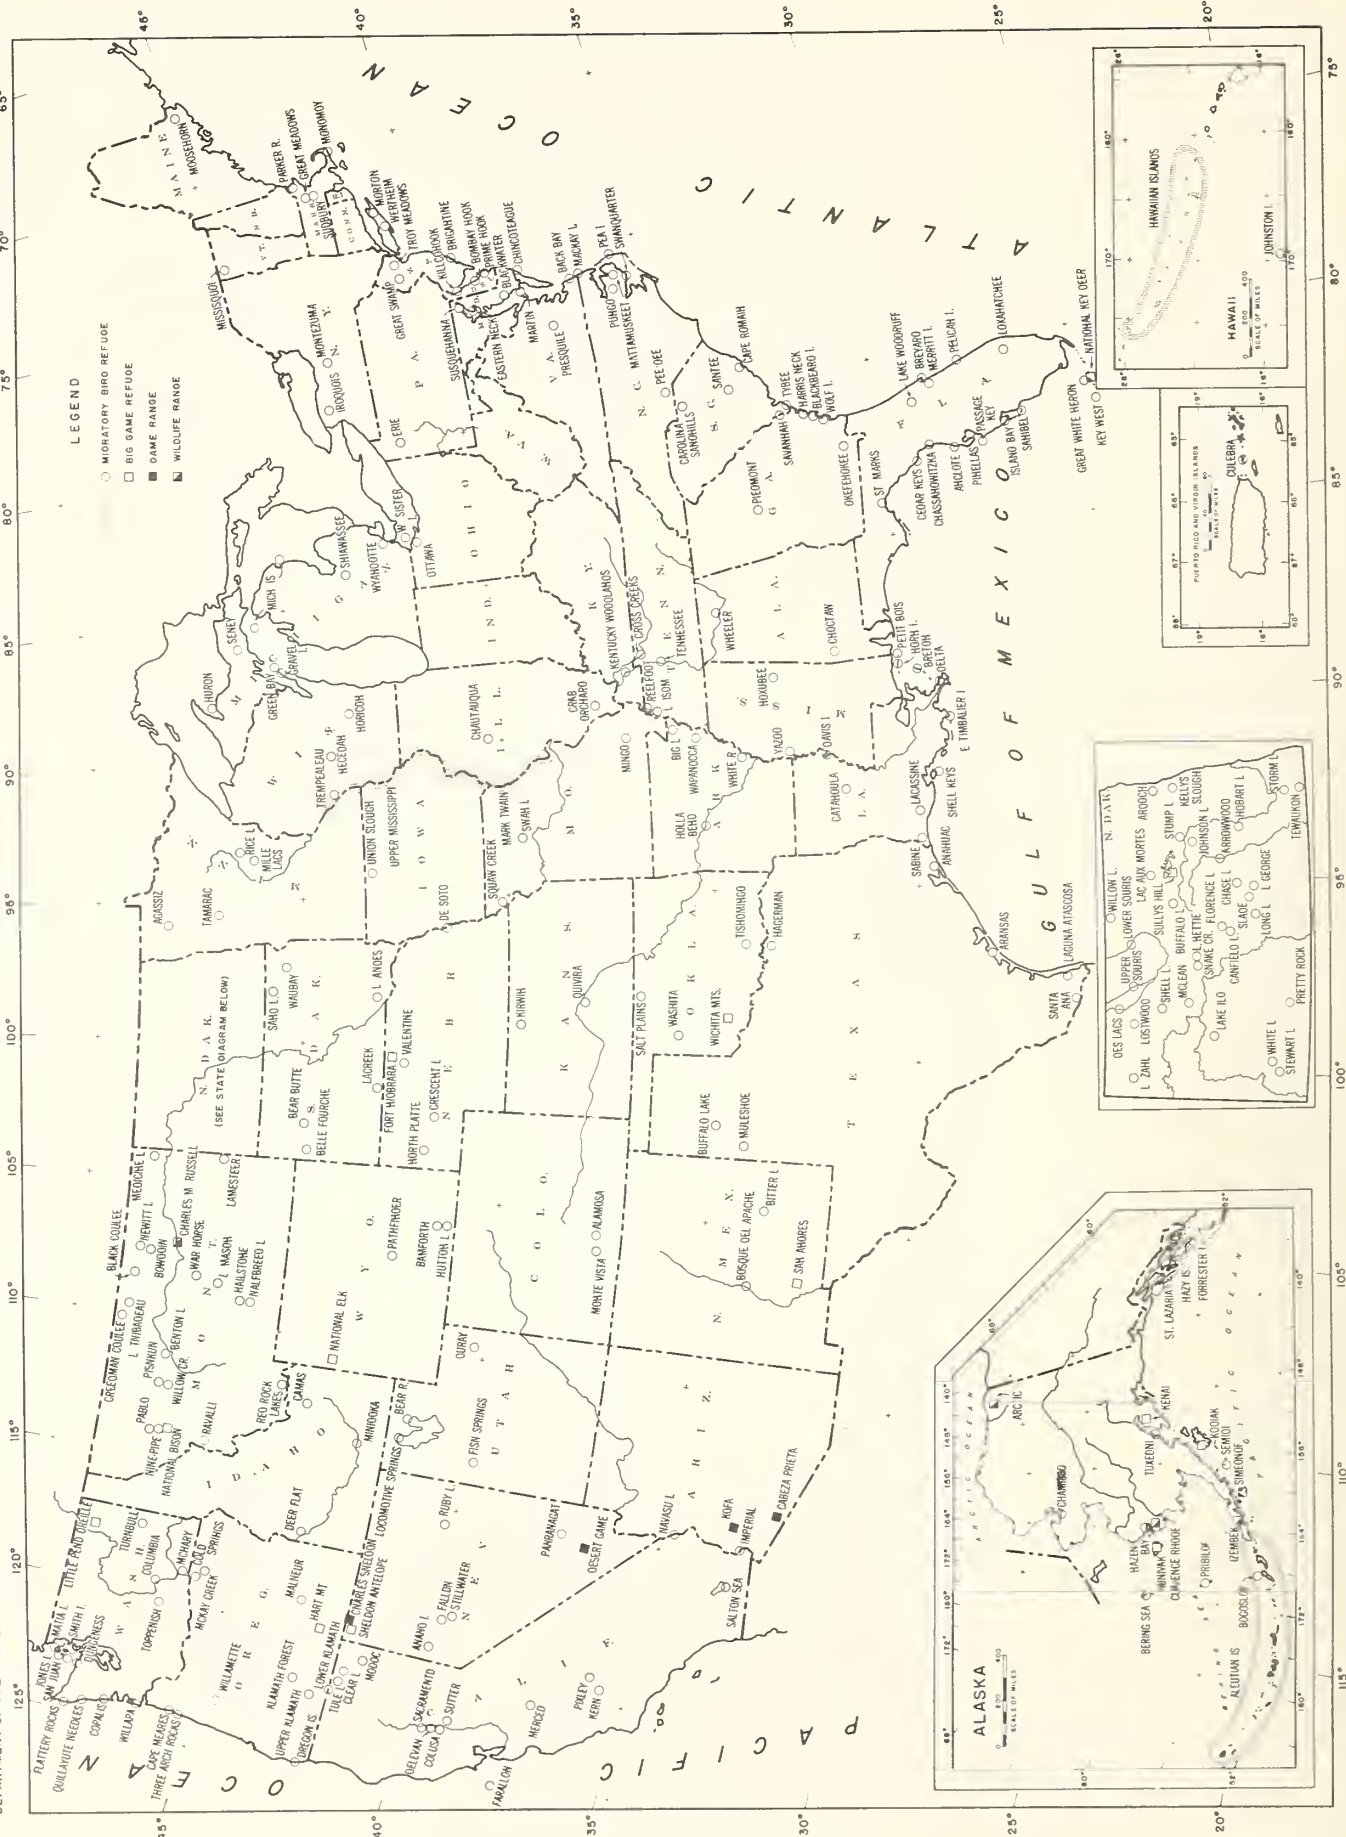 LEGEND
MIGRATORY BIRO REFUGE
BIG GAME REFUGE
GAME RANGE
WILDLIFE RANGE
ATLANTIC
OCEAN
GULF OF MEXICO
PACIFIC
OCEAN
FLATTERY ROCKS
QUILLAYUTE NEEDLES
COPALIS
WILLAPA
CAPE MEARES
THREE ARCH ROCKS
JONES I.
SAN JUAN
MATIA I.
SMITH I.
DUNGENESS
LITTLE PEND OREILLE
TURNBULL
COLUMBIA
TOPPENISH
MCNARY
COLD
SPRINGS
MCKAY CREEK
WASH.
OREG.
WILLAMETTE
MALHEUR
HART MT
KLAMATH FOREST
UPPER KLAMATH
OREGON IS.
LOWER KLAMATH
TULE L
CLEAR L
MODOC
CHARLES SHELDON
SHELDON ANTELOPE
SACRAMENTO
DELEVAN
COLUSA
SUTTER
FARALLON
MERCED
PIXLEY
KERN
SALTON SEA
NEV.
ANAHO I.
FALLON
STILLWATER
RUBY L.
PAHRANAGAT
DESERT GAME
IDAHO
DEER FLAT
MINIDOKA
CAMAS
UTAH
LOCOMOTIVE SPRINGS
BEAR R.
FISH SPRINGS
OURAY
ARIZ.
HAVASU L
KOFA
IMPERIAL
CABEZA PRIETA
MONT.
CREEDMAN COULEE
BLACK COULEE
L THIBADEAU
PISHKUN
BENTON L
WILLOW CR.
PABLO
NINE-PIPE
NATIONAL BISON
RAVALLI
RED ROCK
LAKES
MEDICINE L
HEWITT L
BOWDOIN
CHARLES M RUSSELL
WAR HORSE
L MASON
HAILSTONE
HALFBREED L
LAMESTEER
WYO.
NATIONAL ELK
PATHFINDER
BAMFORTH
HUTTON L
COLO.
MONTE VISTA
ALAMOSA
N. MEX.
BOSQUE DEL APACHE
BITTER L
SAN ANDRES
N. DAK.
(SEE STATE DIAGRAM BELOW)
S. DAK.
SAND L
WAUBAY
BEAR BUTTE
BELLE FOURCHE
LACREEK
L ANDES
NEBR.
FORT NIOBRARA
VALENTINE
NORTH PLATTE
CRESCENT L
DE SOTO
KANS.
KIRWIN
QUIVIRA
OKLA.
SALT PLAINS
WASHITA
WICHITA MTS.
TISHOMINGO
TEXAS
BUFFALO LAKE
MULESHOE
HAGERMAN
ARANSAS
LAGUNA ATASCOSA
SANTA
ANA
ANAHUAC
MINN.
AGASSIZ
TAMARAC
RICE L
MILLE
LACS
IOWA
UNION SLOUGH
UPPER MISSISSIPPI
MO.
SQUAW CREEK
SWAN L
MARK TWAIN
MINGO
ARK.
HOLLA
BEND
BIG L
WAPANOCCA
WHITE R
LA.
CATAHOULA
LACASSINE
SABINE
SHELL KEYS
E TIMBALIER I
DELTA
BRETON
WIS.
TREMPEALEAU
NECEDAH
HORICON
GREEN BAY
GRAVEL I.
MICH.
HURON
SENEY
MICH IS
SHIAWASSEE
WYANDOTTE
ILL.
CHAUTAUQUA
CRAB
ORCHARD
IND.
OHIO
W SISTER I.
OTTAWA
KY.
KENTUCKY WOODLANDS
TENN.
CROSS CREEKS
REELFOOT
L ISOM
TENNESSEE
MISS.
HOXUBEE
YAZOO
DAVIS I
HORN I.
PETIT BOIS
ALA.
WHEELER
CHOCTAW
GA.
PIEDMONT
SAVANNAH
TYBEE
HARRIS NECK
BLACKBEARD I.
WOLF I.
OKEFENOKEE
FLA.
ST MARKS
CEDAR KEYS
CHASSAHOWITZKA
ANCLOTE
PINELLAS
PASSAGE
KEY
ISLAND BAY
SANIBEL
LAKE WOODRUFF
BREVARD
MERRITT I.
PELICAN I.
LOXAHATCHEE
GREAT WHITE HERON
KEY WEST
NATIONAL KEY DEER
S.C.
CAROLINA
SANDHILLS
SANTEE
CAPE ROMAIN
N.C.
PEE DEE
MATTAMUSKEET
PUNGO
PEA I
SWANQUARTER
VA.
PRESQUILE
BACK BAY
MACKAY I.
W. VA.
MARTIN
EASTERN NECK
SUSQUEHANNA
CHINCOTEAGUE
BLACKWATER
PRIME HOOK
BOMBAY HOOK
KILLCOHOOK
BRIGANTINE
PA.
ERIE
GREAT SWAMP
TROY MEADOWS
N. Y.
IROQUOIS
MONTEZUMA
WERTHEIM
MORTON
MISSISQUOI
VT.
N.H.
MAINE
MOOSEHORN
CONN.
SUDBURY
PARKER R.
GREAT MEADOWS
MONOMOY
ALASKA
SCALE OF MILES
ARCTIC OCEAN
ARCTIC
CHAMISSO
BERING SEA
HAZEN
BAY
NUNIVAK
CLARENCE RHODE
PRIBILOF
BOGOSLOF
ALEUTIAN IS
IZEMBEK
SIMEONOF
SEMIDI
KODIAK
TUXEDNI
KENAI
ST. LAZARIA
HAZY IS.
FORRESTER I
PACIFIC OCEAN
N. DAK.
DES LACS
UPPER
SOURIS
LOWER SOURIS
WILLOW L.
L ZAHL
LOSTWOOD
SHELL L
LAC AUX MORTES
ARDOCH
SULLYS HILL
STUMP L
KELLYS
SLOUGH
BUFFALO L
MCLEAN
L. NETTIE
(SNAKE CR.
FLORENCE L
JOHNSON L
LAKE ILO
CANFIELD L
CHASE L
ARROWWOOD
HOBART L
SLADE
LONG L
L GEORGE
STORM L
TEWAUKON
WHITE L
STEWART L
PRETTY ROCK
PUERTO RICO AND VIRGIN ISLANDS
SCALE OF MILES
CULEBRA
HAWAII
SCALE OF MILES
HAWAIIAN ISLANDS
JOHNSTON I.